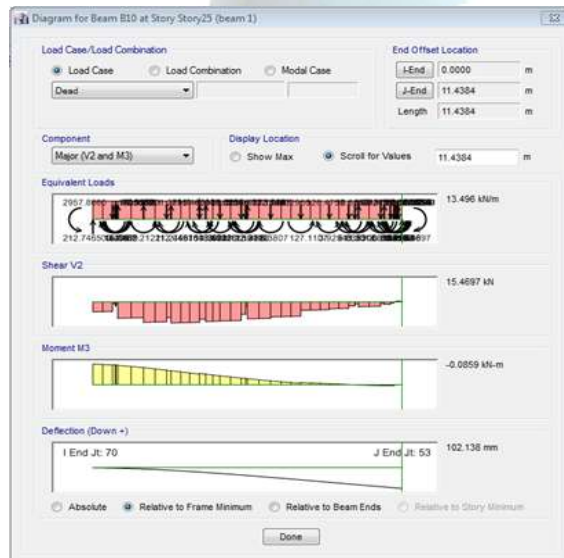 Diagram for Beam B10 at Story Story25 (beam 1)
Load Case/Load Combination
Load Case Load Combination Modal Case
Dead
End Offset Location
I-End 0.0000 m
J-End 11.4384 m
Length 11.4384 m
Component
Major (V2 and M3)
Display Location
Show Max Scroll for Values 11.4384 m
Equivalent Loads
13.496 kN/m
Shear V2
15.4697 kN
Moment M3
-0.0859 kN-m
Deflection (Down +)
I End Jt: 70 J End Jt: 53
102.138 mm
Absolute Relative to Frame Minimum Relative to Beam Ends Relative to Story Minimum
Done